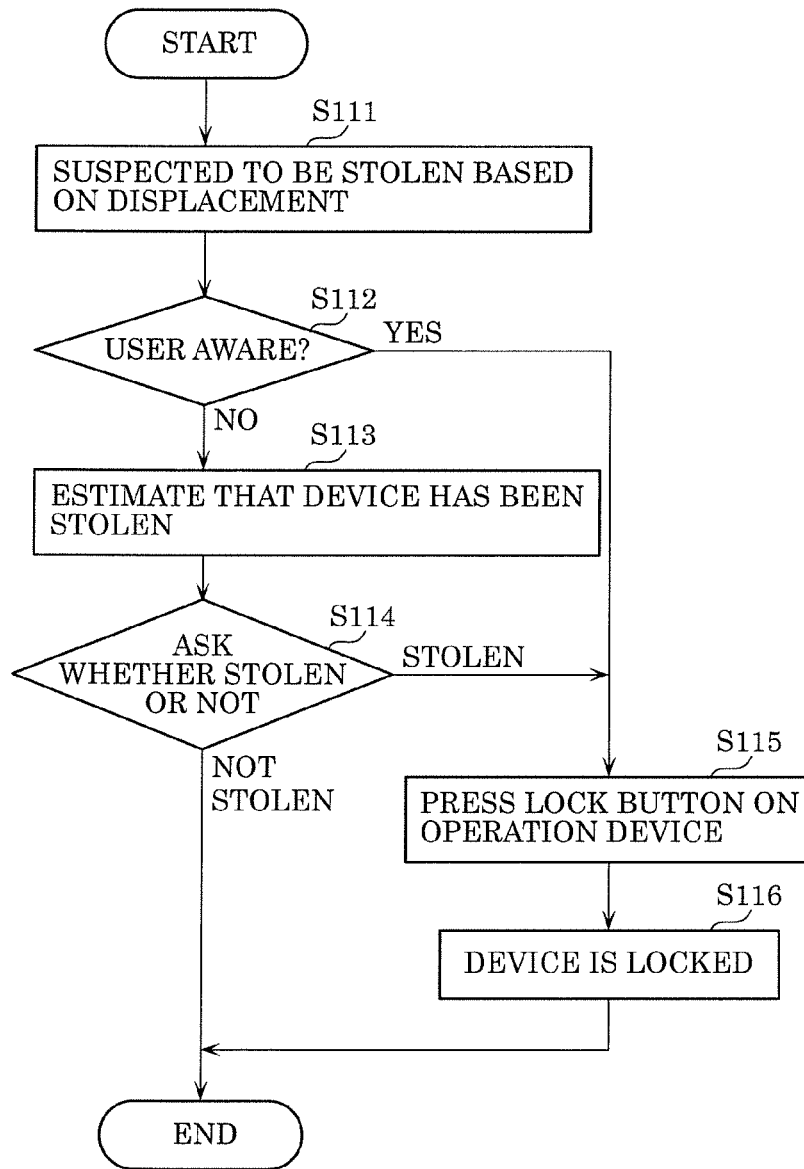 START
S111
SUSPECTED TO BE STOLEN BASED
ON DISPLACEMENT
S112
USER AWARE?
YES
NO
S113
ESTIMATE THAT DEVICE HAS BEEN
STOLEN
S114
ASK
WHETHER STOLEN
OR NOT
STOLEN
NOT
STOLEN
S115
PRESS LOCK BUTTON ON
OPERATION DEVICE
S116
DEVICE IS LOCKED
END